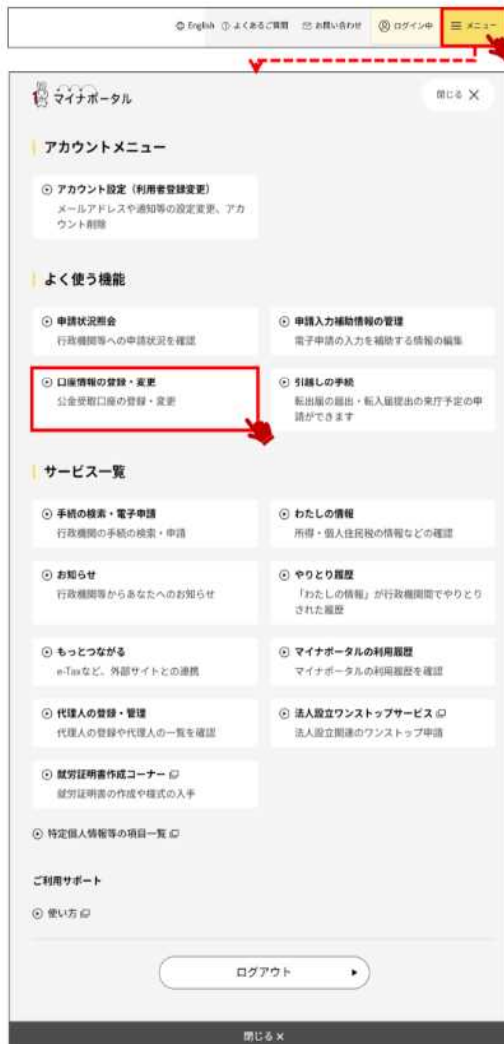 English よくあるご質問 お問い合わせ ログイン中 メニュー
マイナポータル
閉じる ×
アカウントメニュー
アカウント設定（利用者登録変更）
メールアドレスや通知等の設定変更、アカ
ウント削除
よく使う機能
申請状況照会
行政機関等への申請状況を確認
申請入力補助情報の管理
電子申請の入力を補助する情報の編集
口座情報の登録・変更
公金受取口座の登録・変更
引越しの手続
転出届の届出・転入届提出の来庁予定の申
請ができます
サービス一覧
手続の検索・電子申請
行政機関の手続の検索・申請
わたしの情報
所得・個人住民税の情報などの確認
お知らせ
行政機関等からあなたへのお知らせ
やりとり履歴
「わたしの情報」が行政機関間でやりとり
された履歴
もっとつながる
e-Taxなど、外部サイトとの連携
マイナポータルの利用履歴
マイナポータルの利用履歴を確認
代理人の登録・管理
代理人の登録や代理人の一覧を確認
法人設立ワンストップサービス
法人設立関連のワンストップ申請
就労証明書作成コーナー
就労証明書の作成や様式の入手
特定個人情報等の項目一覧
ご利用サポート
使い方
ログアウト
閉じる ×